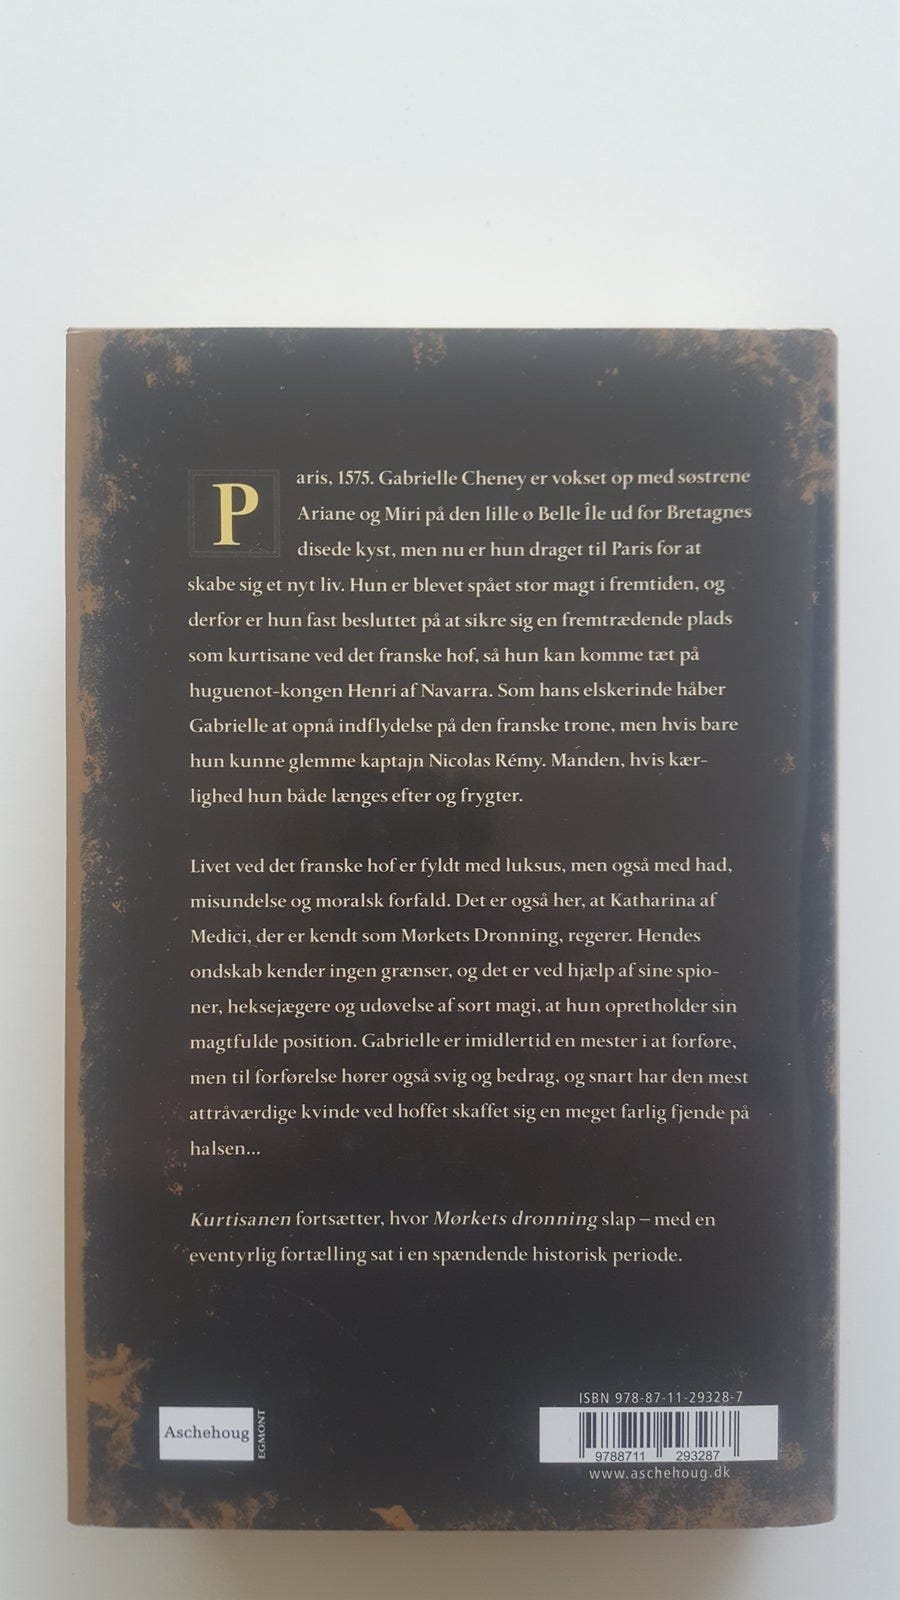 Paris, 1575. Gabrielle Cheney er vokset op med søstrene
Ariane og Miri på den lille ø Belle Île ud for Bretagnes
disede kyst, men nu er hun draget til Paris for at
skabe sig et nyt liv. Hun er blevet spået stor magt i fremtiden, og
derfor er hun fast besluttet på at sikre sig en fremtrædende plads
som kurtisane ved det franske hof, så hun kan komme tæt på
huguenot-kongen Henri af Navarra. Som hans elskerinde håber
Gabrielle at opnå indflydelse på den franske trone, men hvis bare
hun kunne glemme kaptajn Nicolas Rémy. Manden, hvis kær-
lighed hun både længes efter og frygter.
Livet ved det franske hof er fyldt med luksus, men også med had,
misundelse og moralsk forfald. Det er også her, at Katharina af
Medici, der er kendt som Mørkets Dronning, regerer. Hendes
ondskab kender ingen grænser, og det er ved hjælp af sine spio-
ner, heksejægere og udøvelse af sort magi, at hun opretholder sin
magtfulde position. Gabrielle er imidlertid en mester i at forføre,
men til forførelse hører også svig og bedrag, og snart har den mest
attråværdige kvinde ved hoffet skaffet sig en meget farlig fjende på
halsen...
Kurtisanen fortsætter, hvor Mørkets dronning slap – med en
eventyrlig fortælling sat i en spændende historisk periode.
Aschehoug
EGMONT
ISBN 978-87-11-29328-7
9788711 293287
www.aschehoug.dk